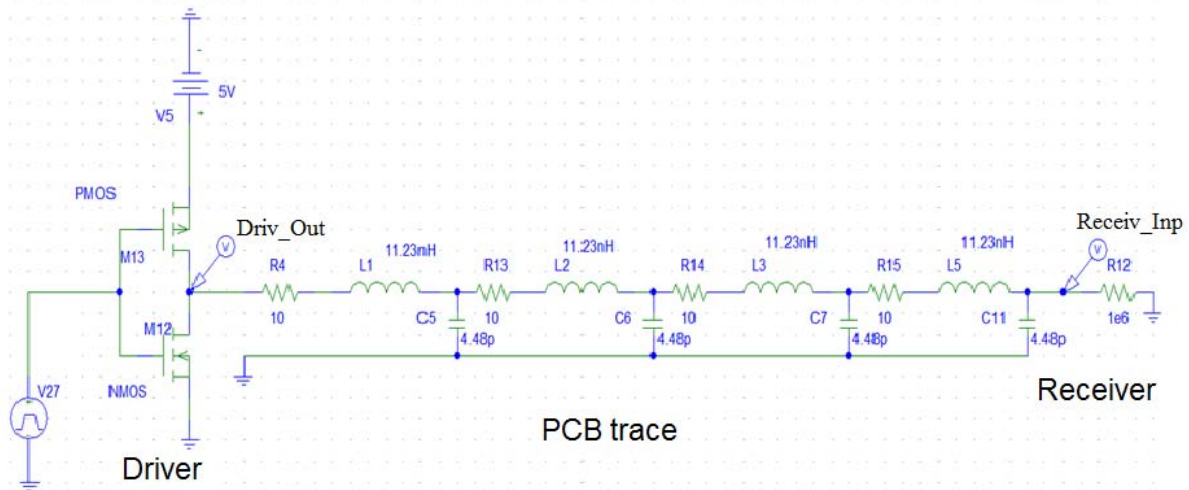 5V
V5
PMOS
M13
Driv_Out
Receiv_Inp
11.23nH
11.23nH
11.23nH
11.23nH
R4
L1
R13
L2
R14
L3
R15
L5
R12
10
C5
10
C6
10
C7
10
C11
1e6
4.48p
4.48p
4.48p
4.48p
M12
NMOS
V27
V
V
Driver
PCB trace
Receiver